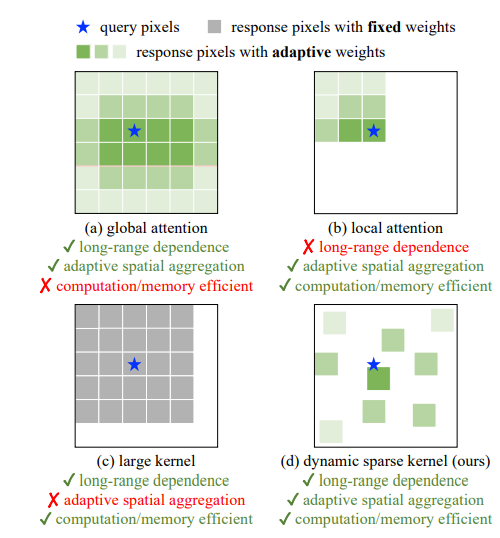 query pixels response pixels with fixed weights
response pixels with adaptive weights
(a) global attention
✓ long-range dependence
✓ adaptive spatial aggregation
✗ computation/memory efficient
(b) local attention
✗ long-range dependence
✓ adaptive spatial aggregation
✓ computation/memory efficient
(c) large kernel
✓ long-range dependence
✗ adaptive spatial aggregation
✓ computation/memory efficient
(d) dynamic sparse kernel (ours)
✓ long-range dependence
✓ adaptive spatial aggregation
✓ computation/memory efficient